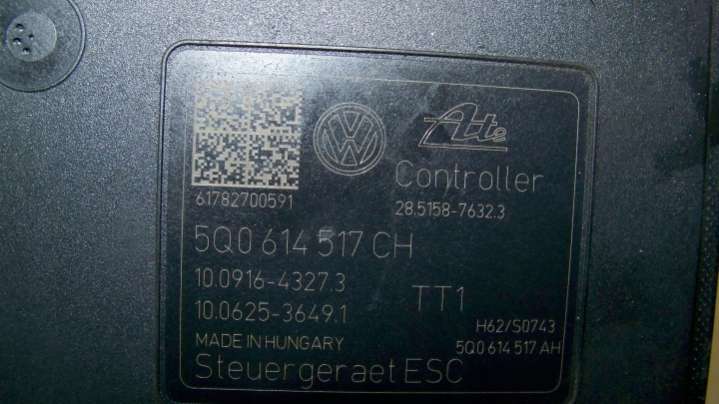 Ate
Controller
61782700591
28.5158-7632.3
5Q0 614 517 CH
10.0916-4327.3
10.0625-3649.1
TT1
H62/S0743
MADE IN HUNGARY
5Q0 614 517 AH
Steuergeraet ESC